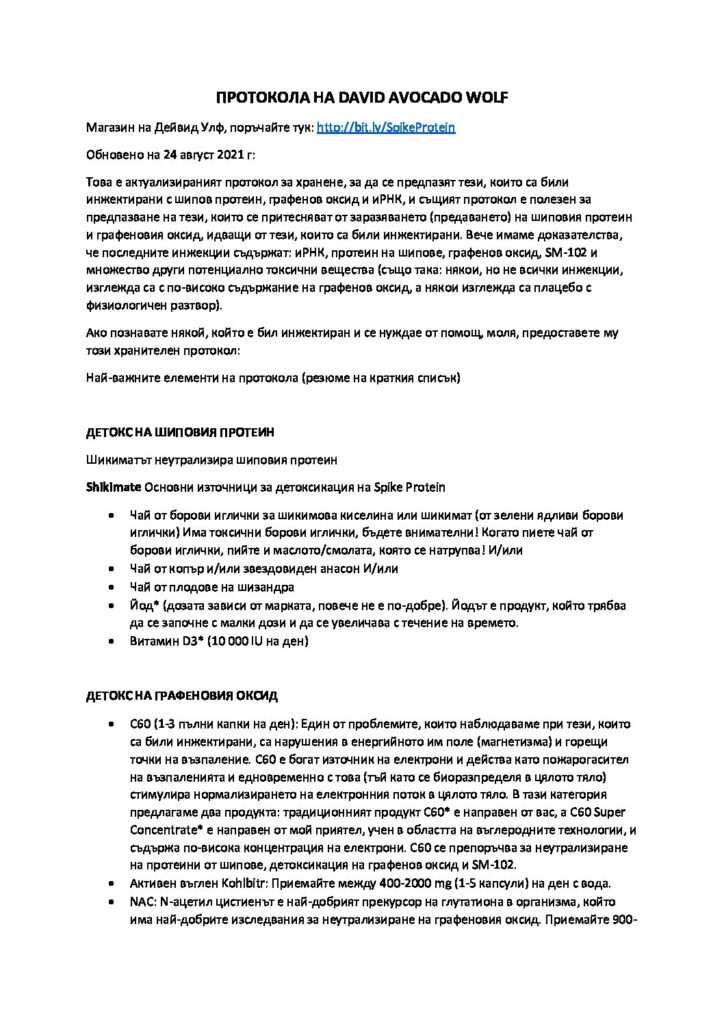 ПРОТОКОЛА НА DAVID AVOCADO WOLF
Магазин на Дейвид Улф, поръчайте тук: http://bit.ly/SpikeProtein
Обновено на 24 август 2021 г:
Това е актуализираният протокол за хранене, за да се предпазят тези, които са били
инжектирани с шипов протеин, графенов оксид и иРНК, и същият протокол е полезен за
предпазване на тези, които се притесняват от заразяването (предаването) на шиповия протеин
и графеновия оксид, идващи от тези, които са били инжектирани. Вече имаме доказателства,
че последните инжекции съдържат: иРНК, протеин на шипове, графенов оксид, SM-102 и
множество други потенциално токсични вещества (също така: някои, но не всички инжекции,
изглежда са с по-високо съдържание на графенов оксид, а някои изглежда са плацебо с
физиологичен разтвор).
Ако познавате някой, който е бил инжектиран и се нуждае от помощ, моля, предоставете му
този хранителен протокол:
Най-важните елементи на протокола (резюме на краткия списък)
ДЕТОКС НА ШИПОВИЯ ПРОТЕИН
Шикиматът неутрализира шиповия протеин
Shikimate Основни източници за детоксикация на Spike Protein
• Чай от борови иглички за шикимова киселина или шикимат (от зелени ядливи борови
иглички) Има токсични борови иглички, бъдете внимателни! Когато пиете чай от
борови иглички, пийте и маслото/смолата, която се натрупва! И/или
• Чай от копър и/или звездовиден анасон И/или
• Чай от плодове на шизандра
• Йод* (дозата зависи от марката, повече не е по-добре). Йодът е продукт, който трябва
да се започне с малки дози и да се увеличава с течение на времето.
• Витамин D3* (10 000 IU на ден)
ДЕТОКС НА ГРАФЕНОВИЯ ОКСИД
• C60 (1-3 пълни капки на ден): Един от проблемите, които наблюдаваме при тези, които
са били инжектирани, са нарушения в енергийното им поле (магнетизма) и горещи
точки на възпаление. C60 е богат източник на електрони и действа като пожарогасител
на възпаленията и едновременно с това (тъй като се биоразпределя в цялото тяло)
стимулира нормализирането на електронния поток в цялото тяло. В тази категория
предлагаме два продукта: традиционният продукт C60* е направен от вас, а C60 Super
Concentrate* е направен от мой приятел, учен в областта на въглеродните технологии, и
съдържа по-висока концентрация на електрони. C60 се препоръчва за неутрализиране
на протеини от шипове, детоксикация на графенов оксид и SM-102.
• Активен въглен Kohlbitr: Приемайте между 400-2000 mg (1-5 капсули) на ден с вода.
• NAC: N-ацетил цистиенът е най-добрият прекурсор на глутатиона в организма, който
има най-добрите изследвания за неутрализиране на графеновия оксид. Приемайте 900-